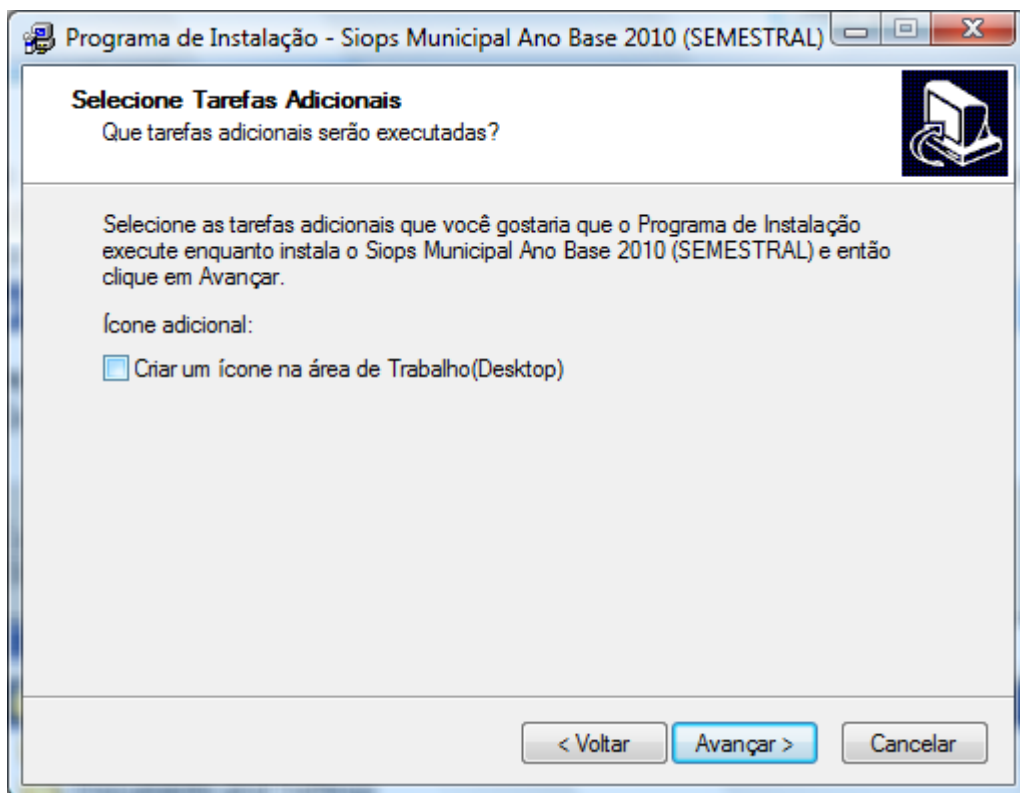 Programa de Instalação - Siops Municipal Ano Base 2010 (SEMESTRAL)
Selecione Tarefas Adicionais
Que tarefas adicionais serão executadas?
Selecione as tarefas adicionais que você gostaria que o Programa de Instalação
execute enquanto instala o Siops Municipal Ano Base 2010 (SEMESTRAL) e então
clique em Avançar.
Ícone adicional:
Criar um ícone na área de Trabalho(Desktop)
< Voltar
Avançar >
Cancelar